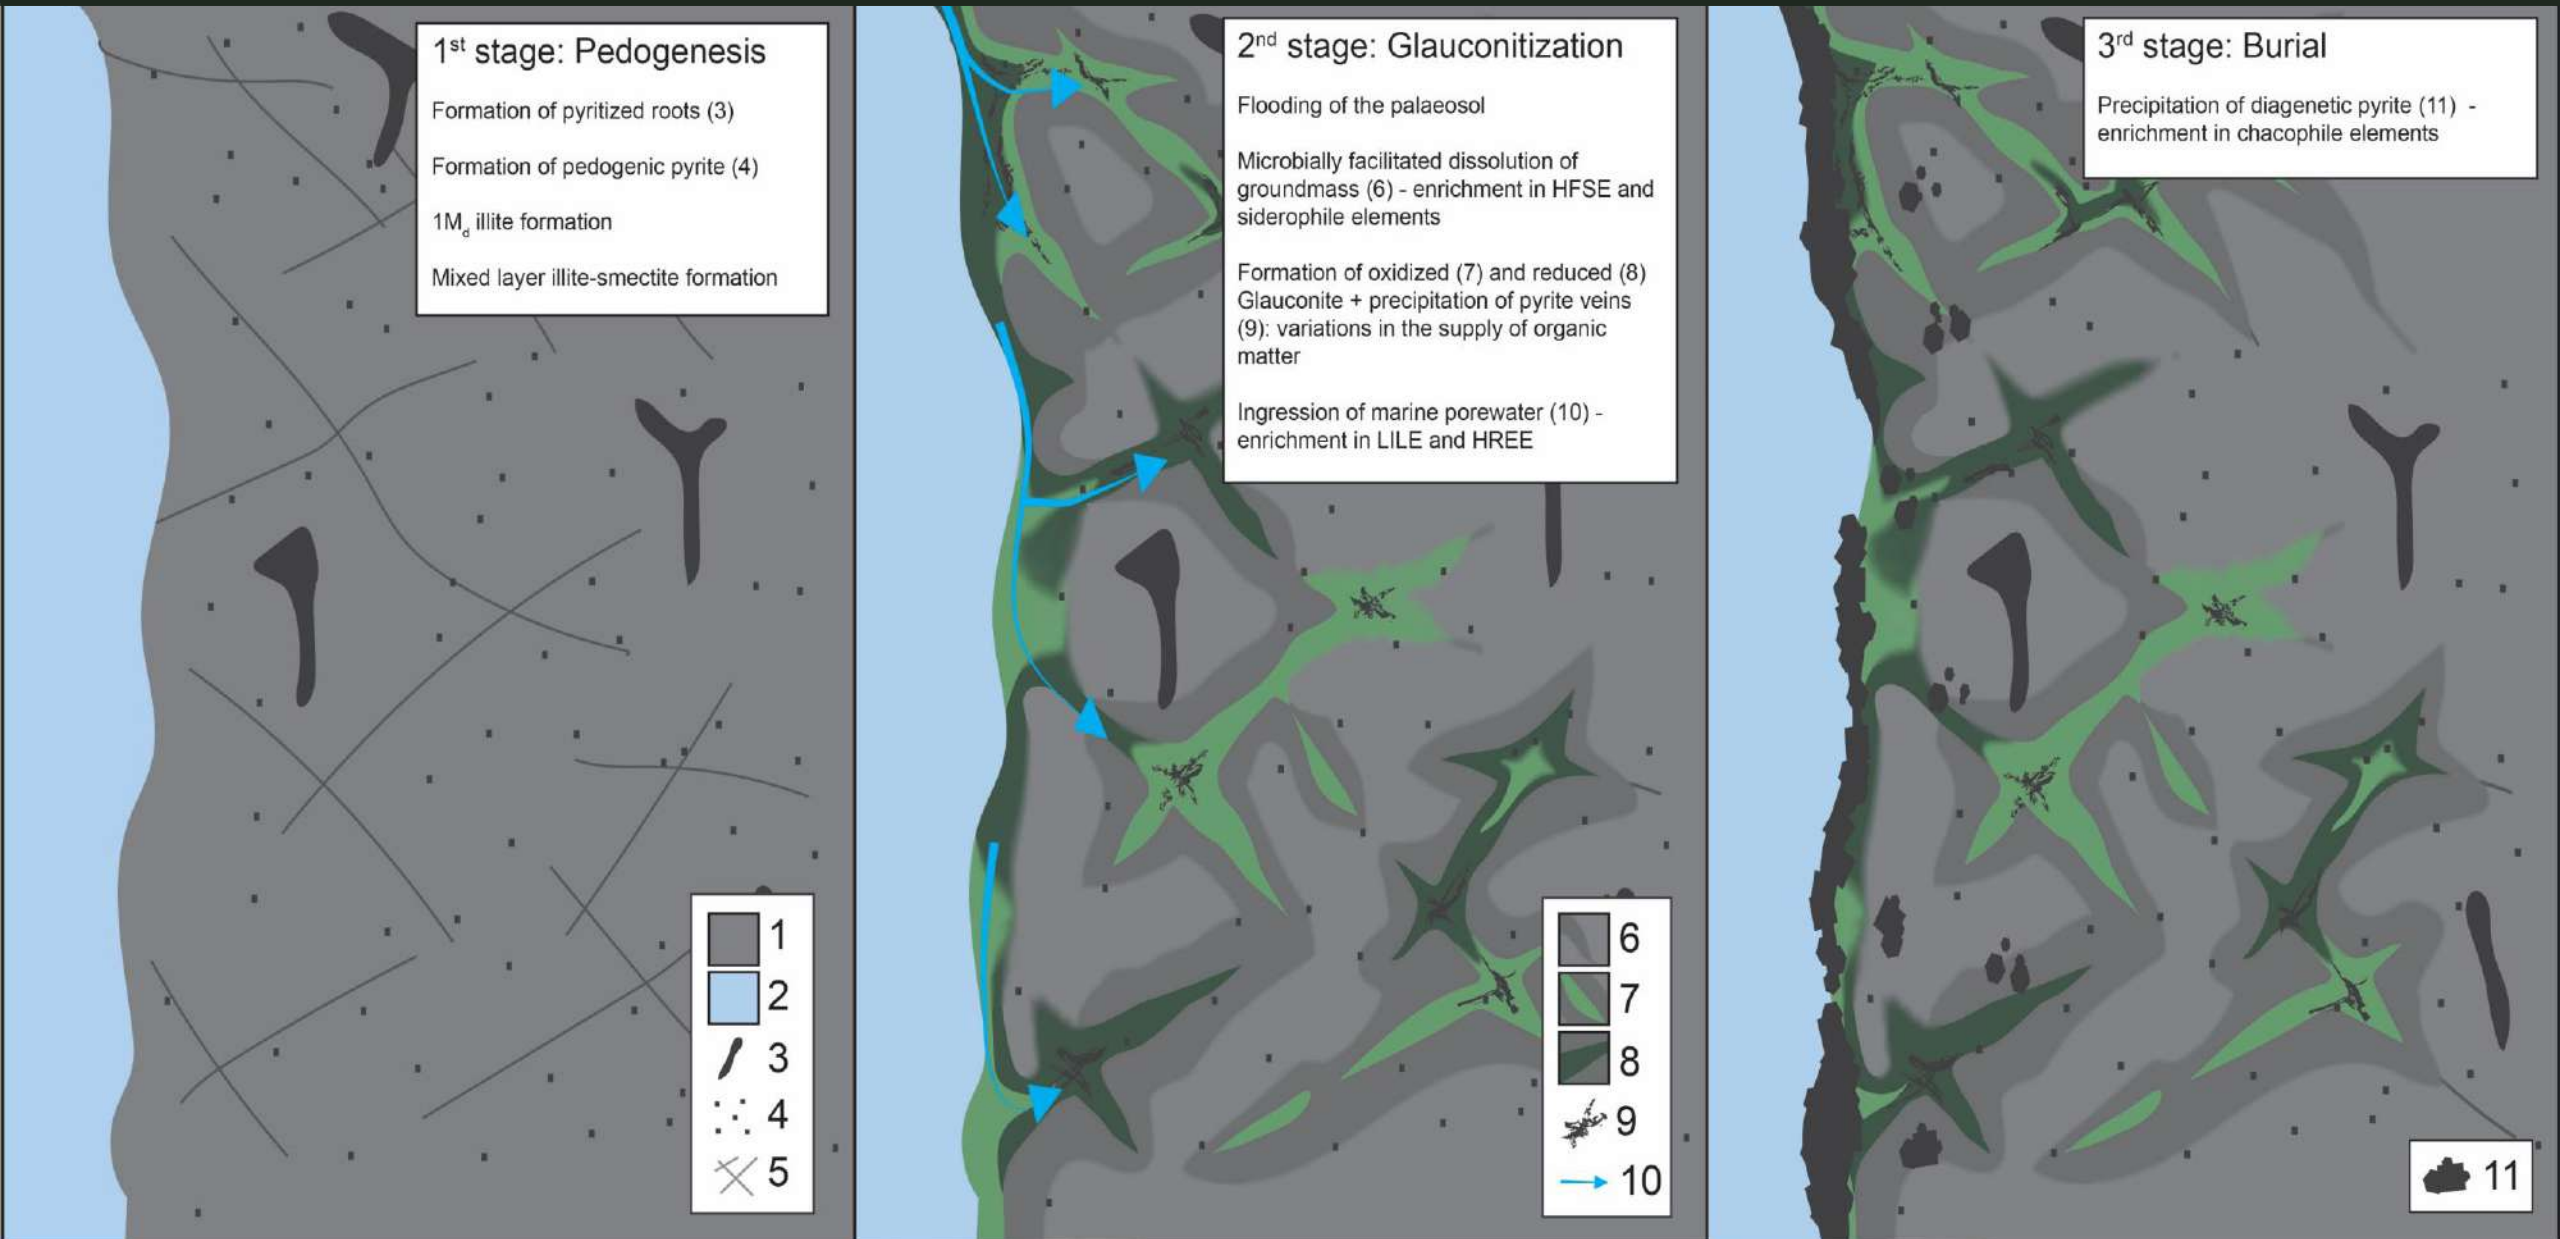 1st stage: Pedogenesis
Formation of pyritized roots (3)
Formation of pedogenic pyrite (4)
1Md illite formation
Mixed layer illite-smectite formation
1
2
3
4
5
2nd stage: Glauconitization
Flooding of the palaeosol
Microbially facilitated dissolution of
groundmass (6) - enrichment in HFSE and
siderophile elements
Formation of oxidized (7) and reduced (8)
Glauconite + precipitation of pyrite veins
(9): variations in the supply of organic
matter
Ingression of marine porewater (10) -
enrichment in LILE and HREE
6
7
8
9
10
3rd stage: Burial
Precipitation of diagenetic pyrite (11) -
enrichment in chacophile elements
11